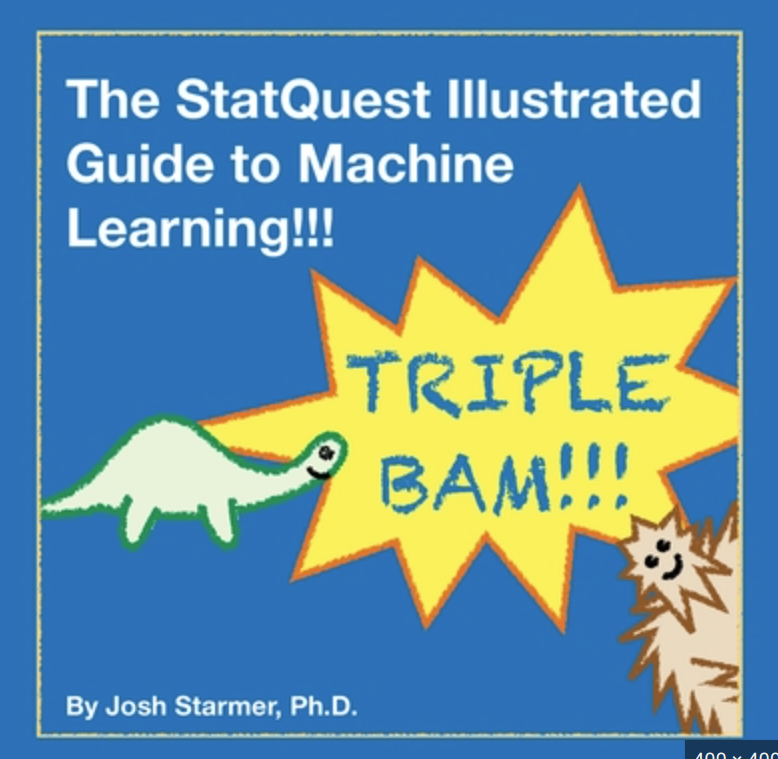 The StatQuest Illustrated
Guide to Machine
Learning!!!
TRIPLE
BAM!!!
By Josh Starmer, Ph.D.